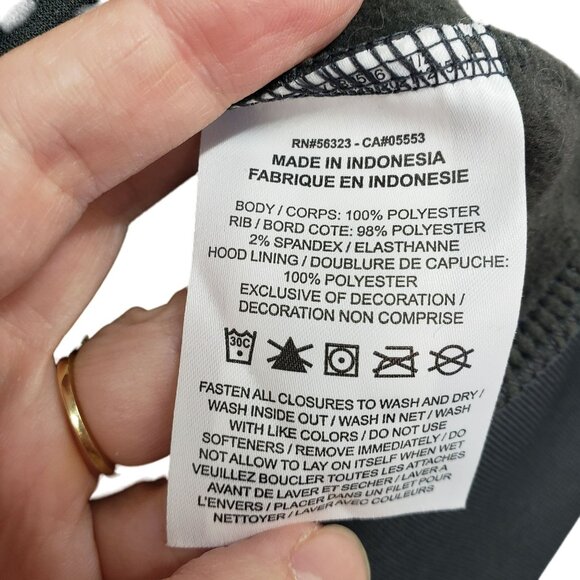 RN#56323 - CA#05553
MADE IN INDONESIA
FABRIQUE EN INDONESIE
BODY / CORPS: 100% POLYESTER
RIB / BORD COTE: 98% POLYESTER
2% SPANDEX / ELASTHANNE
HOOD LINING / DOUBLURE DE CAPUCHE:
100% POLYESTER
EXCLUSIVE OF DECORATION /
DECORATION NON COMPRISE
30C
FASTEN ALL CLOSURES TO WASH AND DRY /
WASH INSIDE OUT / WASH IN NET / WASH
WITH LIKE COLORS / DO NOT USE
SOFTENERS / REMOVE IMMEDIATELY / DO
NOT ALLOW TO LAY ON ITSELF WHEN WET
VEUILLEZ BOUCLER TOUTES LES ATTACHES
AVANT DE LAVER ET SECHER / LAVER A
L'ENVERS / PLACER DANS UN FILET POUR
NETTOYER / LAVER AVEC COULEURS